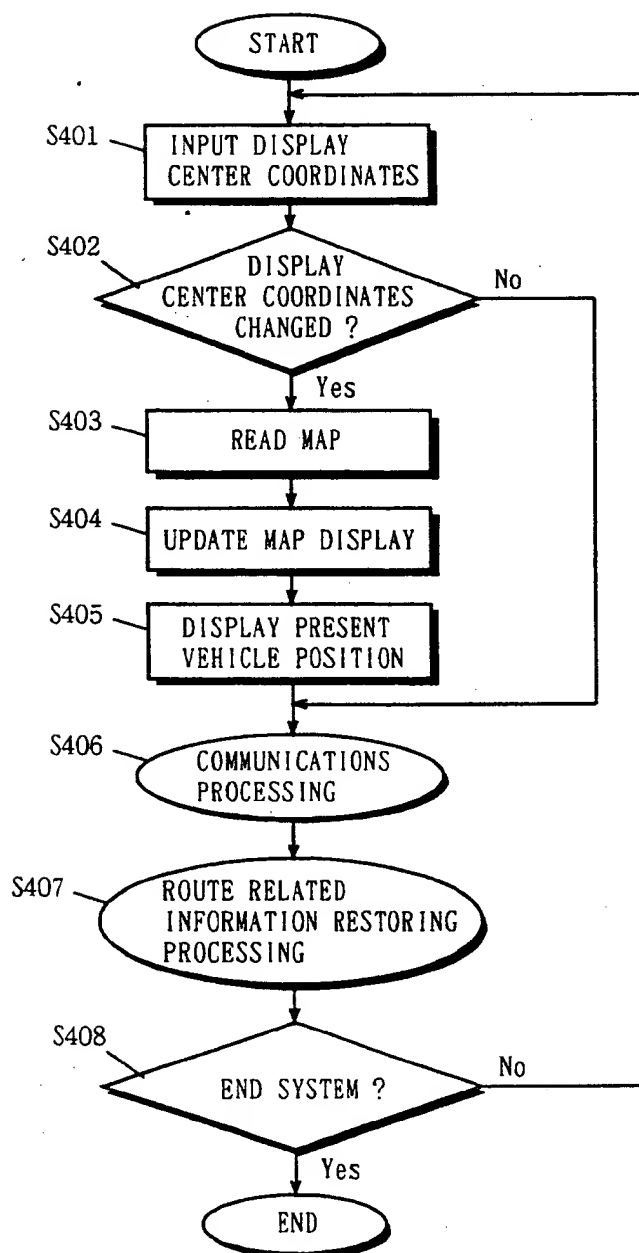 START
S401
INPUT DISPLAY
CENTER COORDINATES
S402
DISPLAY
CENTER COORDINATES
CHANGED ?
No
Yes
S403
READ MAP
S404
UPDATE MAP DISPLAY
S405
DISPLAY PRESENT
VEHICLE POSITION
S406
COMMUNICATIONS
PROCESSING
S407
ROUTE RELATED
INFORMATION RESTORING
PROCESSING
S408
END SYSTEM ?
No
Yes
END